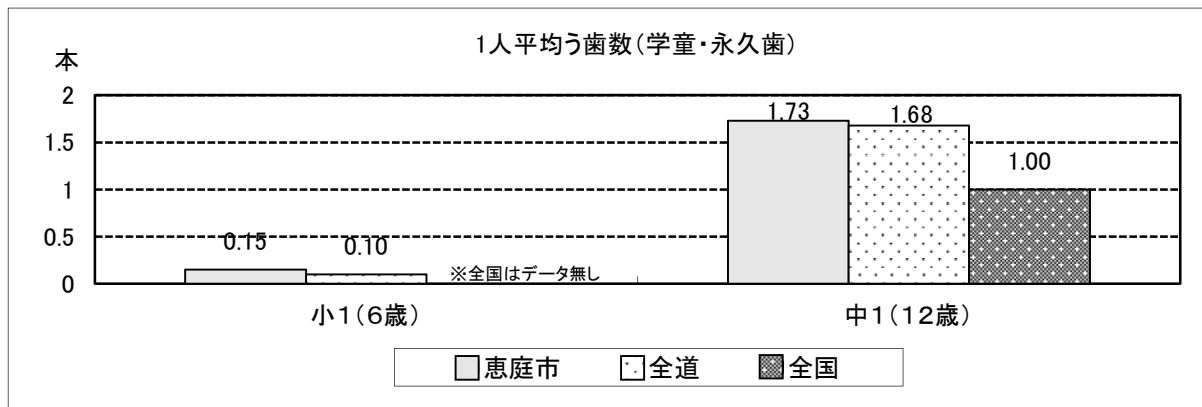 1人平均う歯数(学童・永久歯)
本
2
1.5
1
0.5
0
1.73
1.68
1.00
0.15
0.10
※全国はデータ無し
小1(6歳)
中1(12歳)
恵庭市
全道
全国